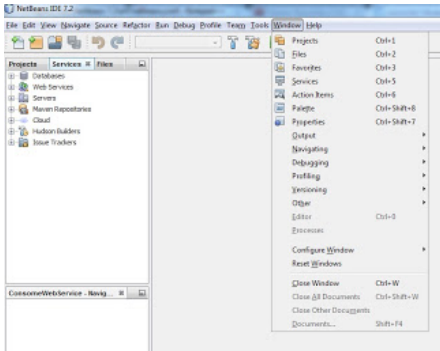 NetBeans IDE 7.2
File Edit View Navigate Source Refactor Run Debug Profile Team Tools Window Help
Projects Services Files
Databases
Web Services
Servers
Maven Repositories
Cloud
Hudson Builders
Issue Trackers
ConsomeWebService - Navig...
Projects Ctrl+1
Files Ctrl+2
Favorites Ctrl+3
Services Ctrl+5
Action Items Ctrl+6
Palette Ctrl+Shift+8
Properties Ctrl+Shift+7
Output
Navigating
Debugging
Profiling
Versioning
Other
Editor Ctrl+0
Processes
Configure Window
Reset Windows
Close Window Ctrl+W
Close All Documents Ctrl+Shift+W
Close Other Documents
Documents... Shift+F4